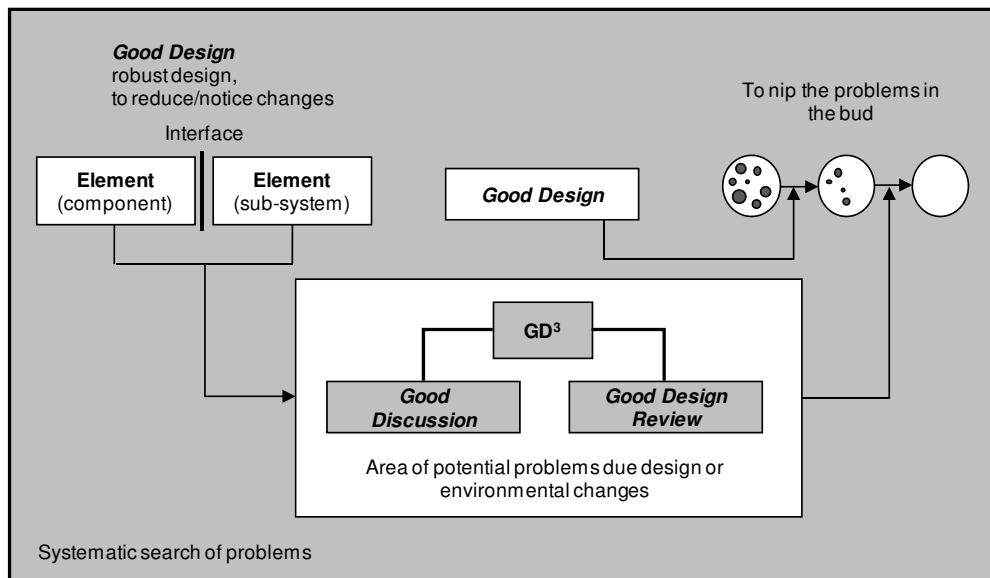 Good Design
robust design,
to reduce/notice changes
Interface
Element
(component)
Element
(sub-system)
Good Design
To nip the problems in
the bud
GD³
Good
Discussion
Good Design
Review
Area of potential problems due design or
environmental changes
Systematic search of problems